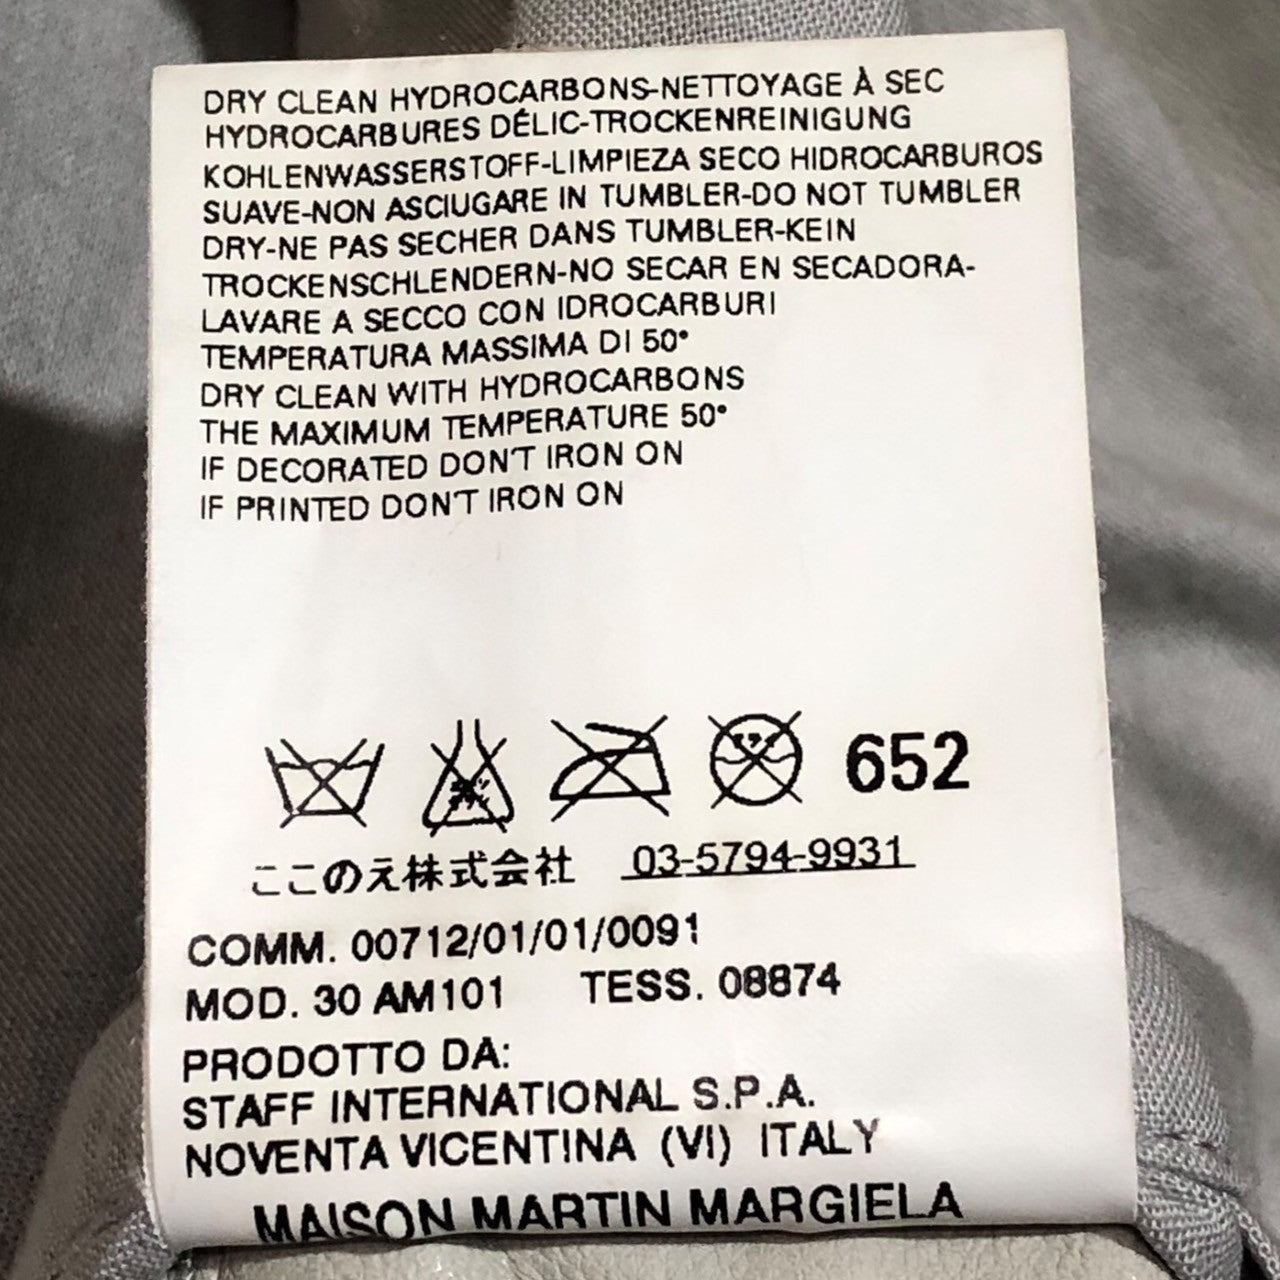 DRY CLEAN HYDROCARBONS-NETTOYAGE À SEC
HYDROCARBURES DÉLIC-TROCKENREINIGUNG
KOHLENWASSERSTOFF-LIMPIEZA SECO HIDROCARBUROS
SUAVE-NON ASCIUGARE IN TUMBLER-DO NOT TUMBLER
DRY-NE PAS SECHER DANS TUMBLER-KEIN
TROCKENSCHLENDERN-NO SECAR EN SECADORA-
LAVARE A SECCO CON IDROCARBURI
TEMPERATURA MASSIMA DI 50°
DRY CLEAN WITH HYDROCARBONS
THE MAXIMUM TEMPERATURE 50°
IF DECORATED DON'T IRON ON
IF PRINTED DON'T IRON ON
652
ここのえ株式会社 03-5794-9931
COMM. 00712/01/01/0091
MOD. 30 AM101 TESS. 08874
PRODOTTO DA:
STAFF INTERNATIONAL S.P.A.
NOVENTA VICENTINA (VI) ITALY
MAISON MARTIN MARGIELA